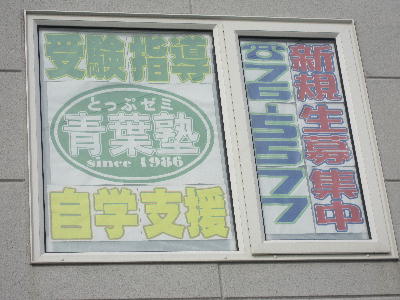 受験指導
とっぷゼミ
青葉塾
since 1986
自学支援
新規生募集中
☎76-5577